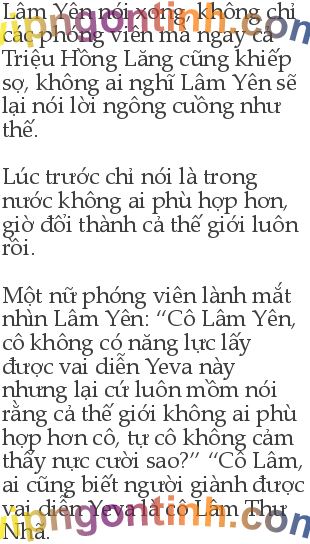 Lâm Yên nói xong, không chỉ
các phóng viên mà ngay cả
Triệu Hồng Lăng cũng khiếp
sợ, không ai nghĩ Lâm Yên sẽ
lại nói lời ngông cuồng như
thế.
Lúc trước chỉ nói là trong
nước không ai phù hợp hơn,
giờ đổi thành cả thế giới luôn
rồi.
Một nữ phóng viên lành mắt
nhìn Lâm Yên: “Cô Lâm Yên,
cô không có năng lực lấy
được vai diễn Yeva này
nhưng lại cứ luôn mồm nói
rằng cả thế giới không ai phù
hợp hơn cô, tự cô không cảm
thấy nực cười sao?” “Cô Lâm,
ai cũng biết người giành được
vai diễn Yeva là cô Lâm Thư
Nhã.